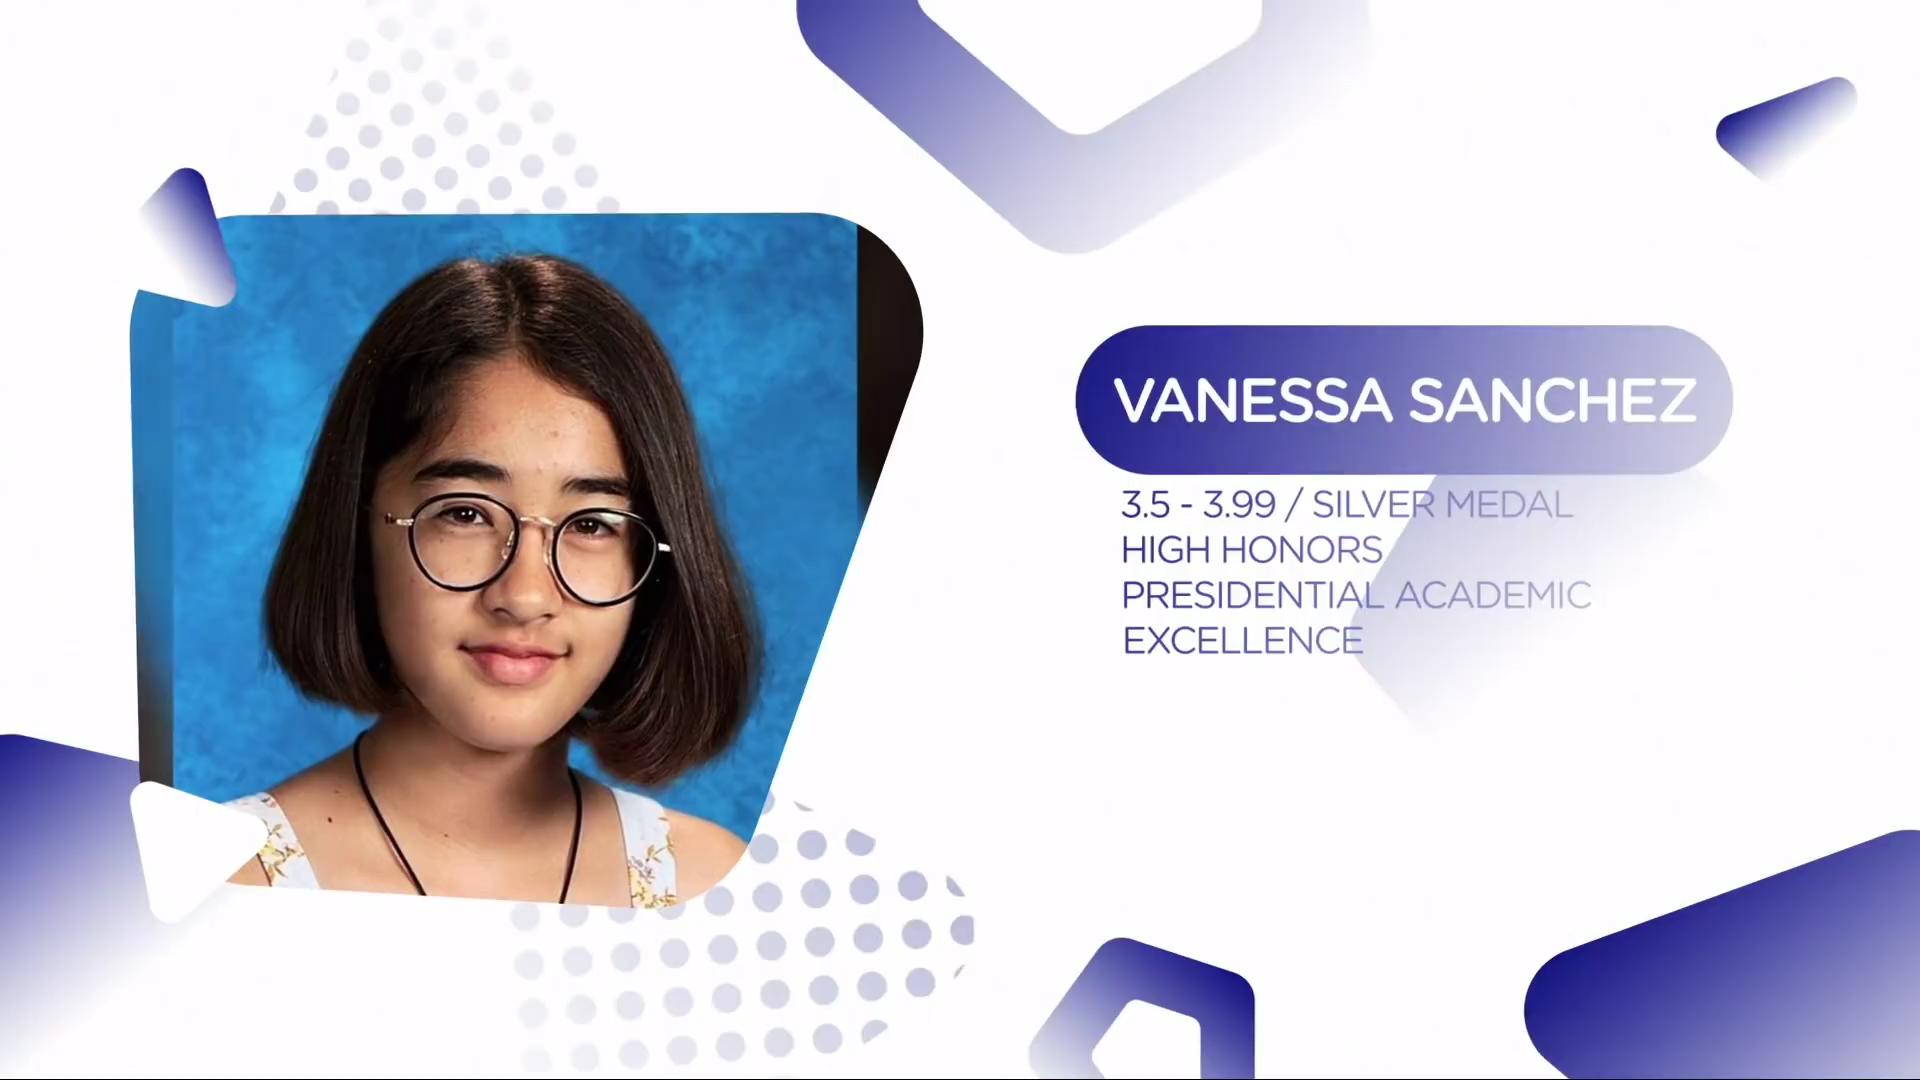 VANESSA SANCHEZ
3.5 - 3.99 / SILVER MEDAL
HIGH HONORS
PRESIDENTIAL ACADEMIC
EXCELLENCE